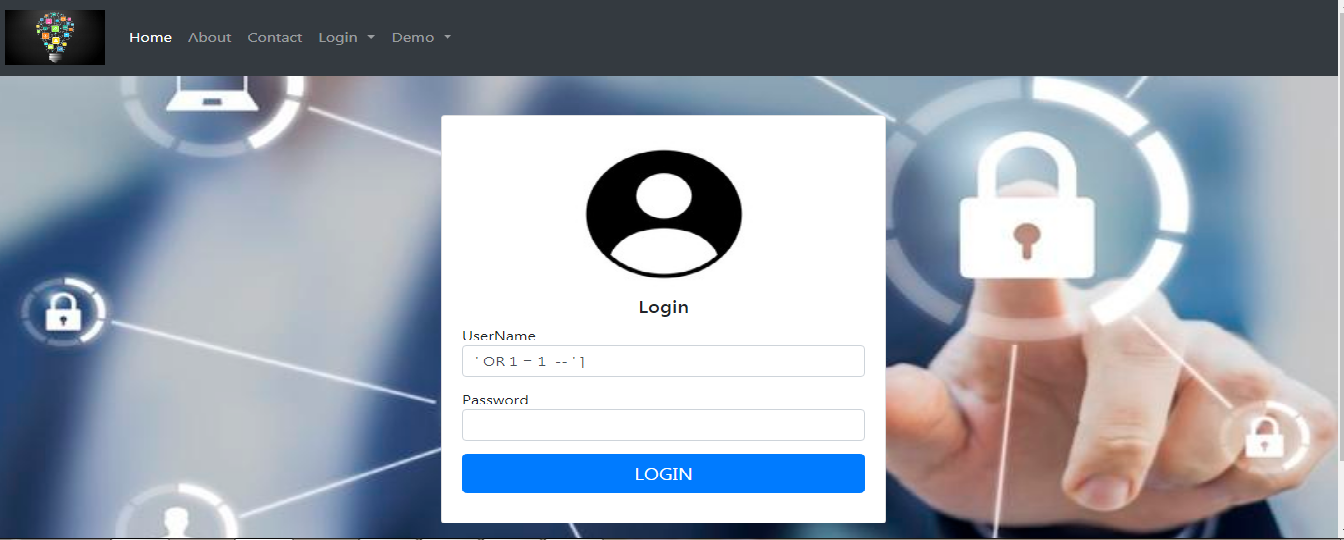 Home About Contact Login Demo
Login
UserName
' OR 1 = 1 -- ' ]
Password
LOGIN